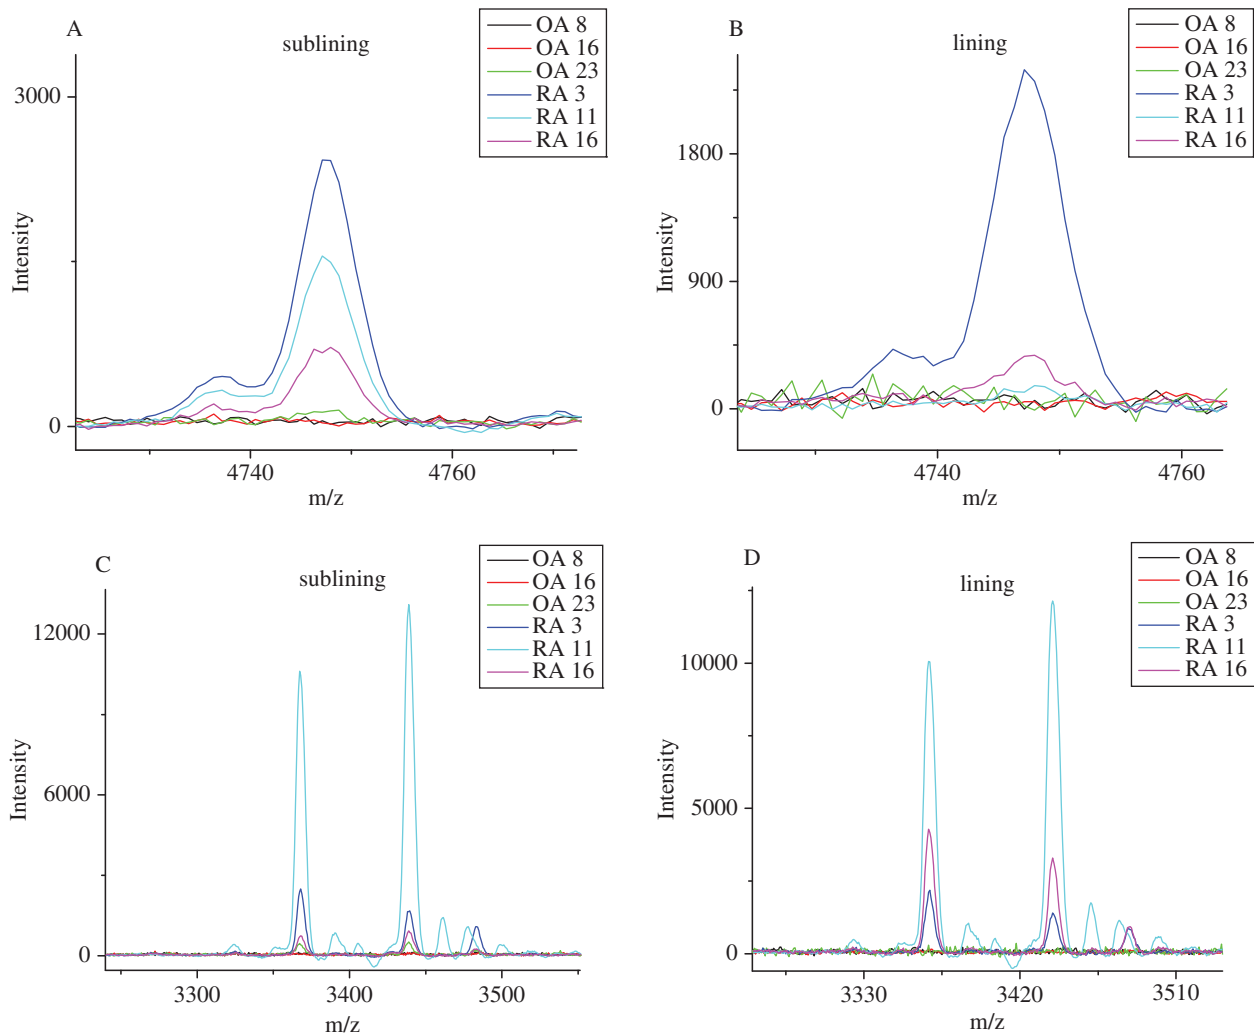 A
sublining
OA 8
OA 16
OA 23
RA 3
RA 11
RA 16
3000
0
Intensity
4740
4760
m/z
B
lining
OA 8
OA 16
OA 23
RA 3
RA 11
RA 16
1800
900
0
Intensity
4740
4760
m/z
C
sublining
OA 8
OA 16
OA 23
RA 3
RA 11
RA 16
12000
6000
0
Intensity
3300
3400
3500
m/z
D
lining
OA 8
OA 16
OA 23
RA 3
RA 11
RA 16
10000
5000
0
Intensity
3330
3420
3510
m/z